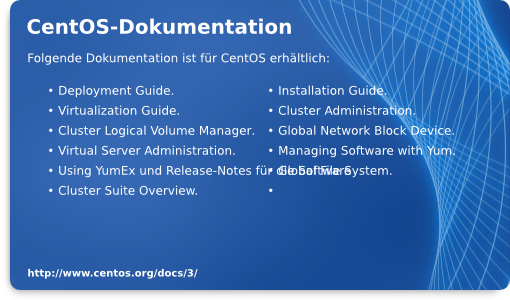 CentOS-Dokumentation
Folgende Dokumentation ist für CentOS erhältlich:
• Deployment Guide.
• Virtualization Guide.
• Cluster Logical Volume Manager.
• Virtual Server Administration.
• Using YumEx und Release-Notes für die Software
• Cluster Suite Overview.
• Installation Guide.
• Cluster Administration.
• Global Network Block Device.
• Managing Software with Yum.
• Global File System.
•
http://www.centos.org/docs/3/